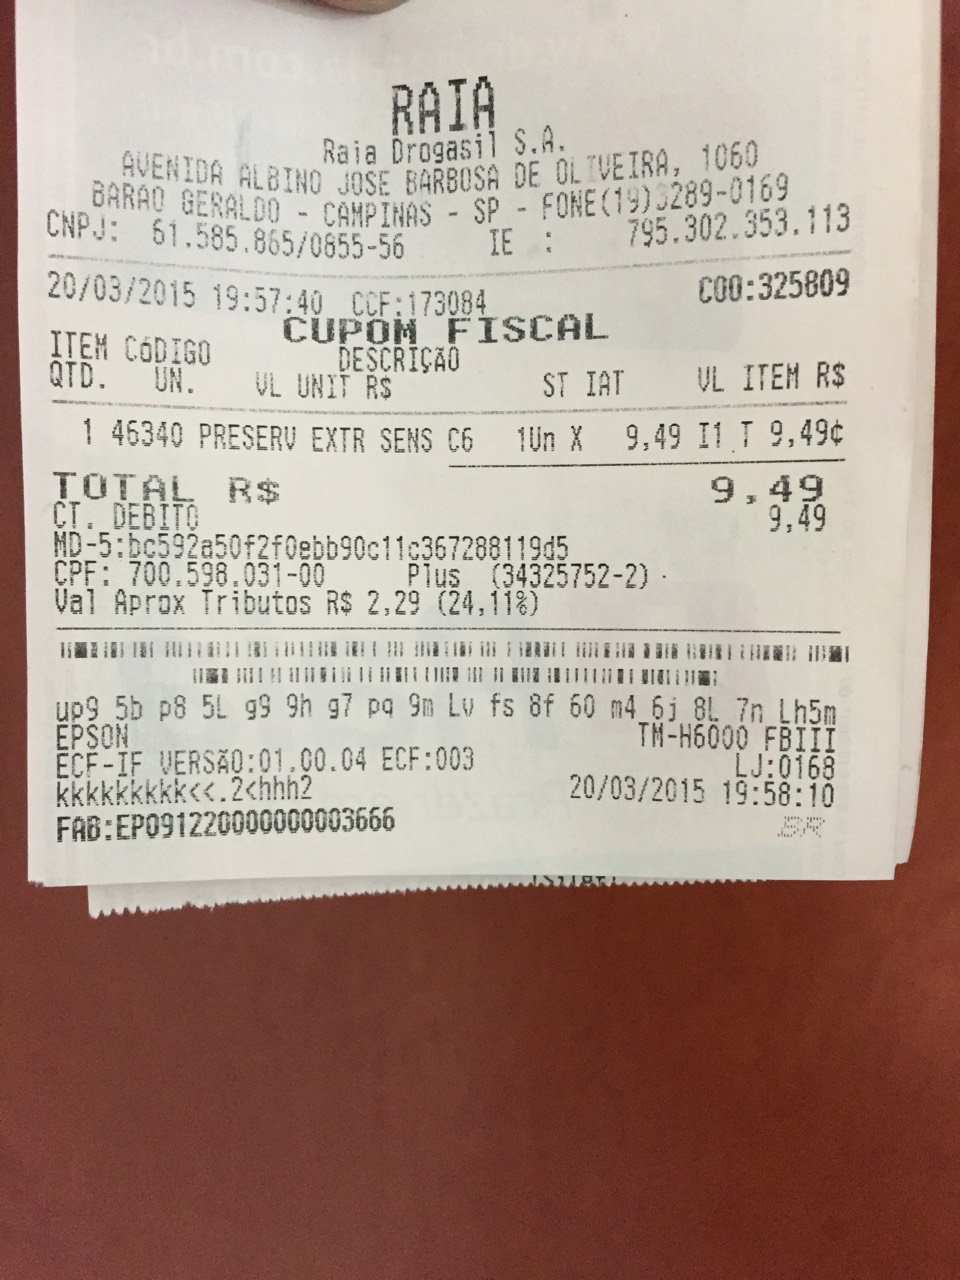 RAIA
Raia Drogasil S.A.
AVENIDA ALBINO JOSE BARBOSA DE OLIVEIRA, 1060
BARAO GERALDO - CAMPINAS - SP - FONE(19)3289-0169
CNPJ: 61.585.865/0855-56 IE : 795.302.353.113
20/03/2015 19:57:40 CCF:173084 COO:325809
CUPOM FISCAL
ITEM CÓDIGO DESCRIÇÃO
QTD. UN. VL UNIT R$ ST IAT VL ITEM R$
1 46340 PRESERV EXTR SENS C6 1Un X 9,49 I1 T 9,49¢
TOTAL R$ 9,49
CT. DEBITO 9,49
MD-5:bc592a50f2f0ebb90c11c367288119d5
CPF: 700.598.031-00 Plus (34325752-2)
Val Aprox Tributos R$ 2,29 (24,11%)
up9 5b p8 5L g9 9h g7 pq 9m Lv fs 8f 60 m4 6j 8L 7n Lh5m
EPSON TM-H6000 FBIII
ECF-IF VERSÃO:01.00.04 ECF:003 LJ:0168
kkkkkkkkk<<.2<hhh2 20/03/2015 19:58:10
FAB:EP091220000000003666 BR